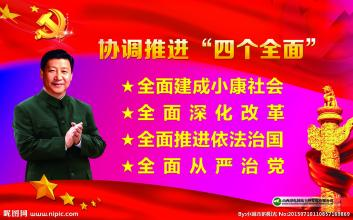 协调推进“四个全面”
★全面建成小康社会
★全面深化改革
★全面推进依法治国
★全面从严治党
昵图网 www.nipic.com